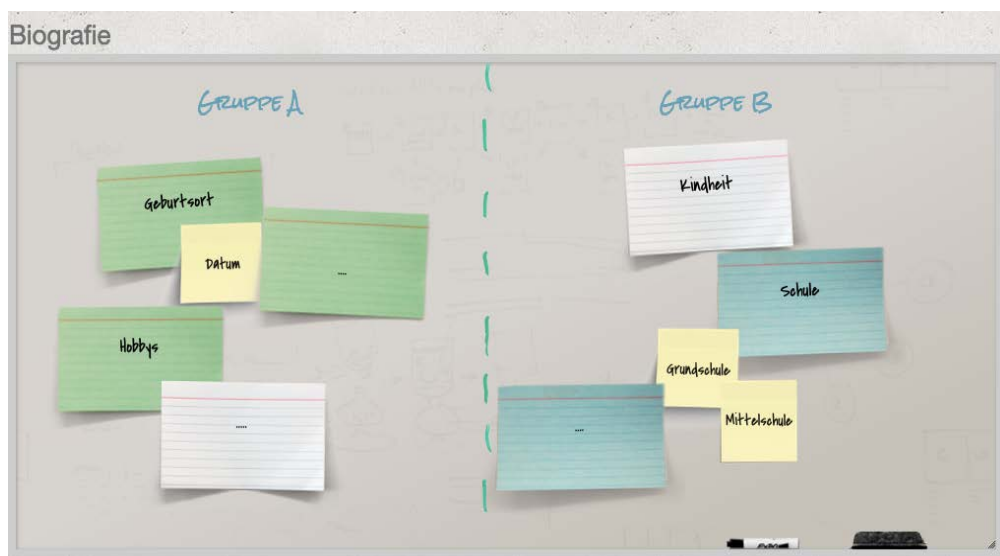 Biografie
GRUPPE A
Geburtsort
Datum
....
Hobbys
.....
GRUPPE B
Kindheit
Schule
Grundschule
Mittelschule
....